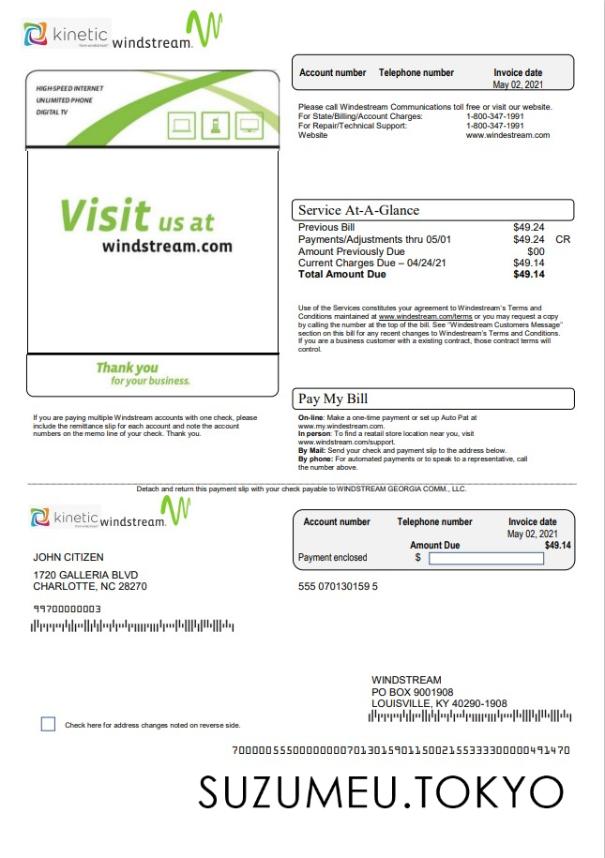 kinetic
from windstream
windstream.
Account number Telephone number Invoice date
May 02, 2021
HIGH-SPEED INTERNET
UNLIMITED PHONE
DIGITAL TV
Please call Windestream Communications toll free or visit our website.
For State/Billing/Account Charges: 1-800-347-1991
For Repair/Technical Support: 1-800-347-1991
Website www.windestream.com
Visit us at
windstream.com
Service At-A-Glance
Previous Bill $49.24
Payments/Adjustments thru 05/01 $49.24 CR
Amount Previously Due $00
Current Charges Due – 04/24/21 $49.14
Total Amount Due $49.14
Use of the Services constitutes your agreement to Windestream's Terms and
Conditions maintained at www.windestream.com/terms or you may request a copy
by calling the number at the top of the bill. See "Windestream Customers Message"
section on this bill for any recent changes to Windestream's Terms and Conditions.
If you are a business customer with a existing contract, those contract terms will
control.
Thank you
for your business.
Pay My Bill
If you are paying multiple Windstream accounts with one check, please
include the remittance slip for each account and note the account
numbers on the memo line of your check. Thank you.
On-line: Make a one-time payment or set up Auto Pat at
www.my.windestream.com.
In person: To find a reatail store location near you, visit
www.windestream.com/support.
By Mail: Send your check and payment slip to the address below.
By phone: For automated payments or to speak to a representative, call
the number above.
Detach and return this payment slip with your check payable to WINDSTREAM GEORGIA COMM., LLC.
kinetic
from windstream
windstream.
Account number Telephone number Invoice date
May 02, 2021
Amount Due $49.14
Payment enclosed $
JOHN CITIZEN
1720 GALLERIA BLVD
CHARLOTTE, NC 28270
555 070130159 5
99700000003
WINDSTREAM
PO BOX 9001908
LOUISVILLE, KY 40290-1908
Check here for address changes noted on reverse side.
SUZUMEU.TOKYO